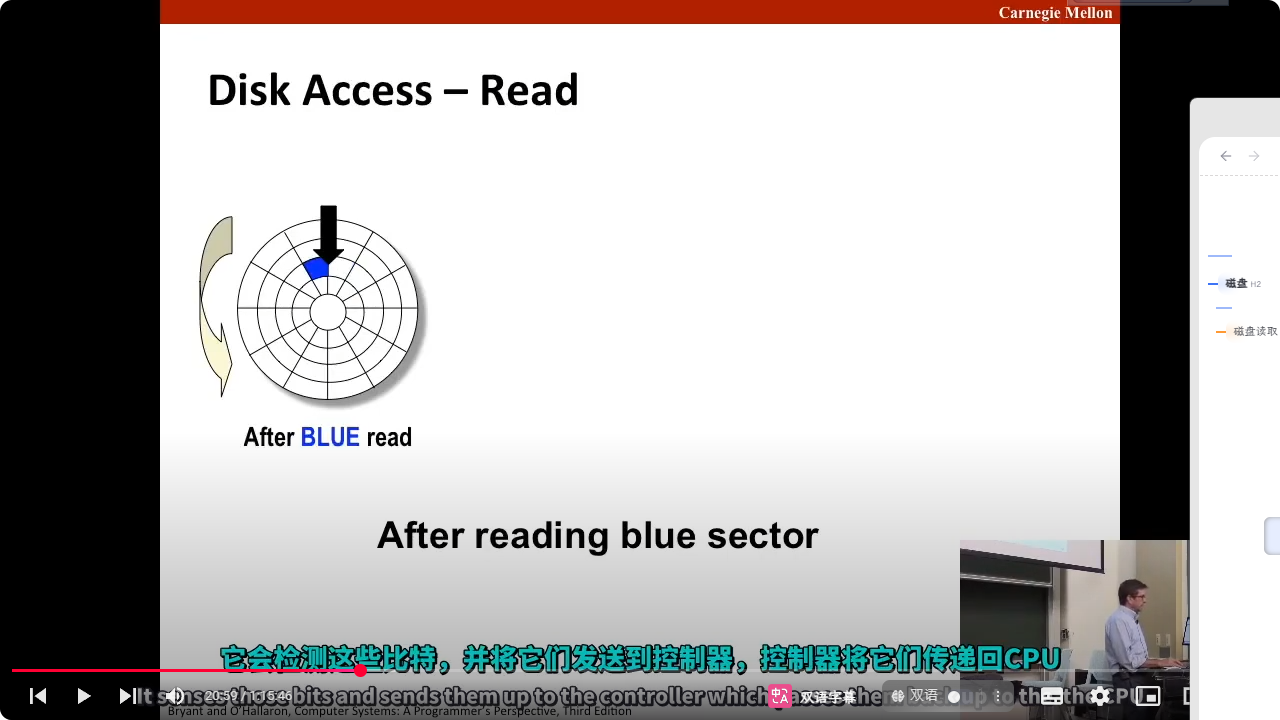 Carnegie Mellon
Disk Access – Read
磁盘 H2
磁盘读取
After BLUE read
After reading blue sector
它会检测这些比特，并将它们发送到控制器，控制器将它们传递回CPU
It senses those bits and sends them up to the controller which the up to the the CPU
20:59 / 1:15:46
双语字幕
双语
Bryant and O'Hallaron, Computer Systems: A Programmer's Perspective, Third Edition